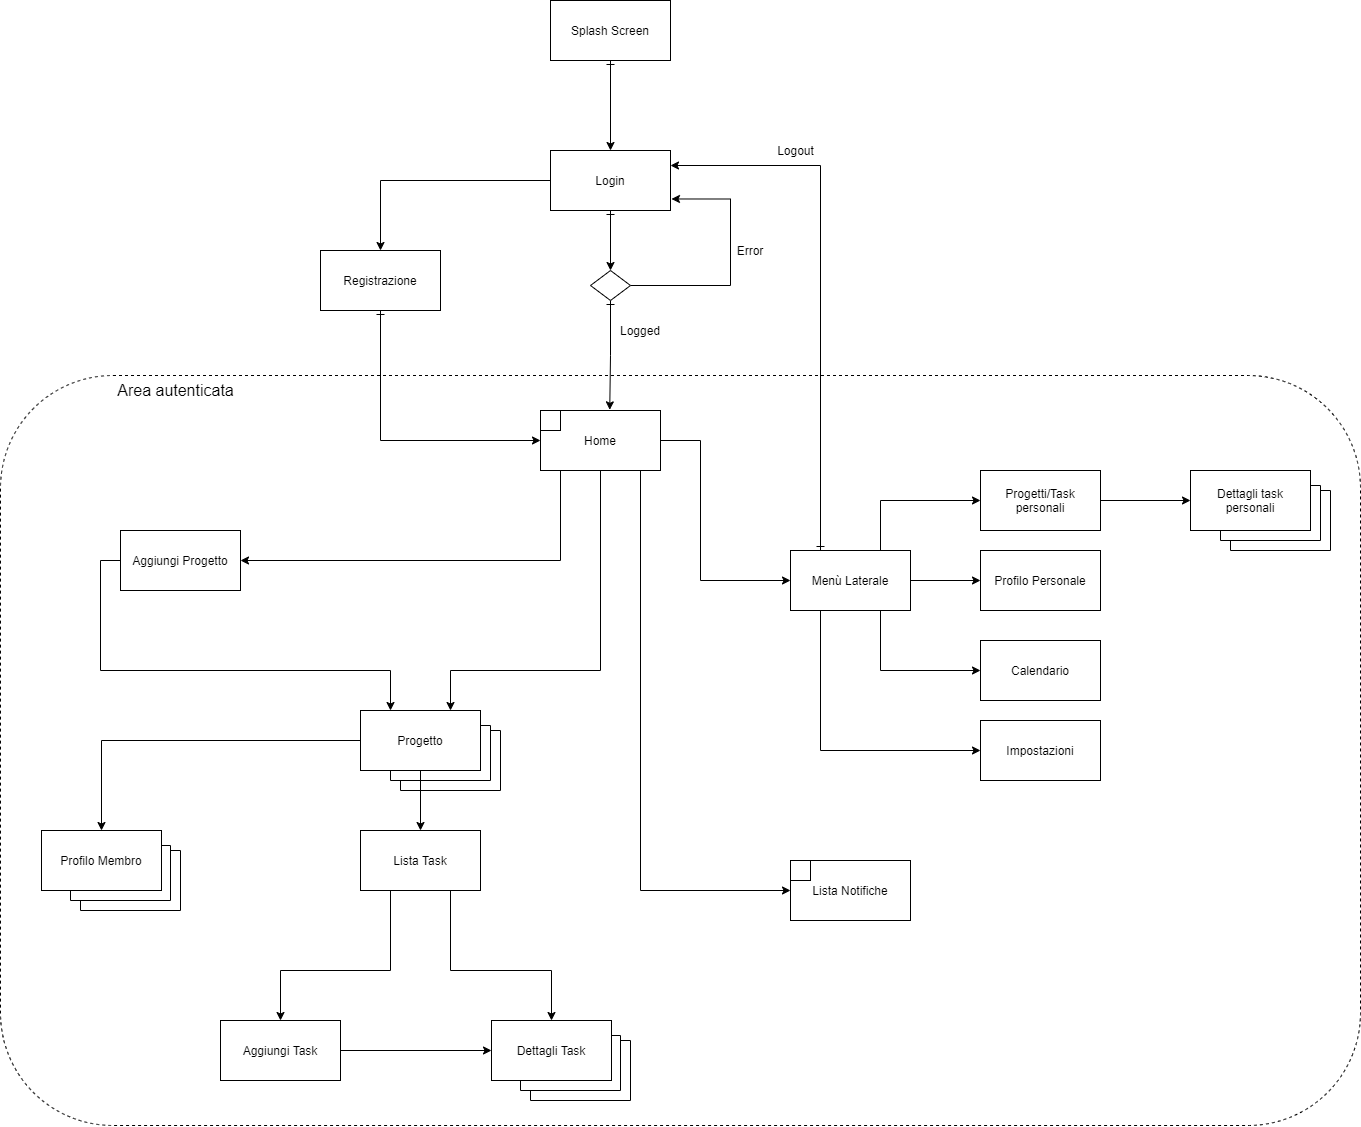 Splash Screen
Logout
Login
Error
Registrazione
Logged
Area autenticata
Home
Progetti/Task
personali
Dettagli task
personali
Aggiungi Progetto
Menù Laterale
Profilo Personale
Calendario
Progetto
Impostazioni
Profilo Membro
Lista Task
Lista Notifiche
Aggiungi Task
Dettagli Task